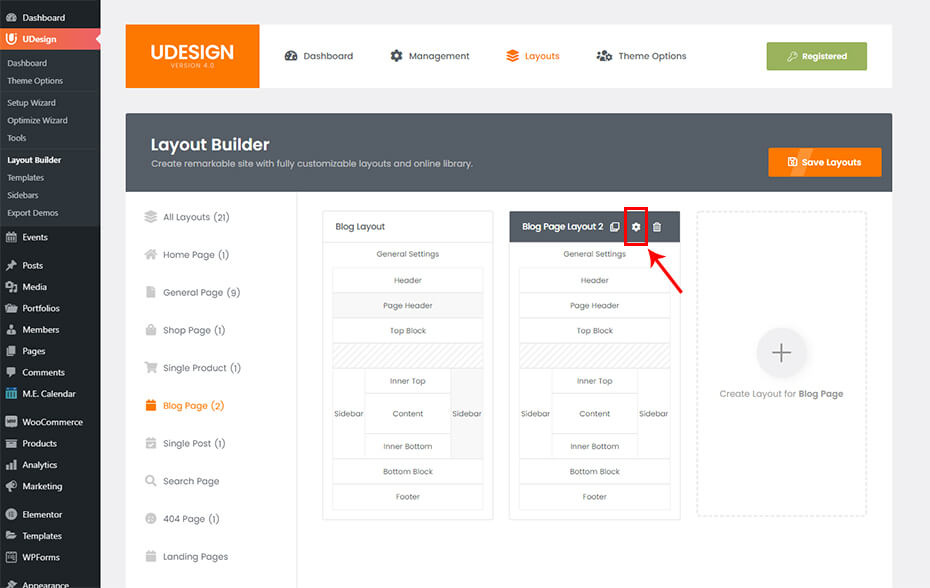 Dashboard
UDesign
Dashboard
Theme Options
Setup Wizard
Optimize Wizard
Tools
Layout Builder
Templates
Sidebars
Export Demos
Events
Posts
Media
Portfolios
Members
Pages
Comments
M.E. Calendar
WooCommerce
Products
Analytics
Marketing
Elementor
Templates
WPForms
Appearance
UDESIGN
VERSION 4.0
Dashboard
Management
Layouts
Theme Options
Registered
Layout Builder
Create remarkable site with fully customizable layouts and online library.
Save Layouts
All Layouts (21)
Home Page (1)
General Page (9)
Shop Page (1)
Single Product (1)
Blog Page (2)
Single Post (1)
Search Page
404 Page (1)
Landing Pages
Blog Layout
General Settings
Header
Page Header
Top Block
Inner Top
Sidebar
Content
Sidebar
Inner Bottom
Bottom Block
Footer
Blog Page Layout 2
General Settings
Header
Page Header
Top Block
Inner Top
Sidebar
Content
Sidebar
Inner Bottom
Bottom Block
Footer
Create Layout for Blog Page